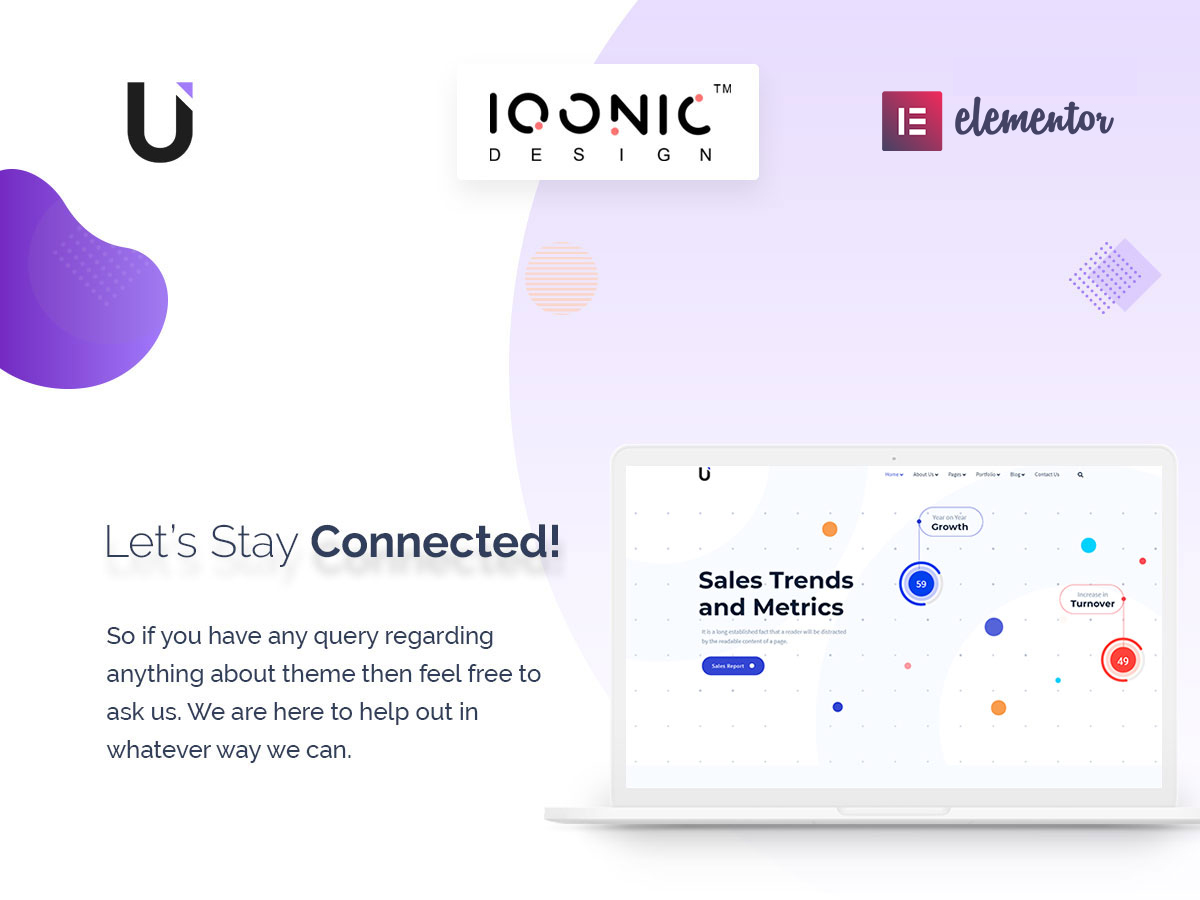 U
IQONIC TM
DESIGN
elementor
Let's Stay Connected!
So if you have any query regarding
anything about theme then feel free to
ask us. We are here to help out in
whatever way we can.
U
Home About Us Pages Portfolio Blog Contact Us
Year on Year
Growth
59
Sales Trends
and Metrics
It is a long established fact that a reader will be distracted
by the readable content of a page.
Sales Report
Increase in
Turnover
49